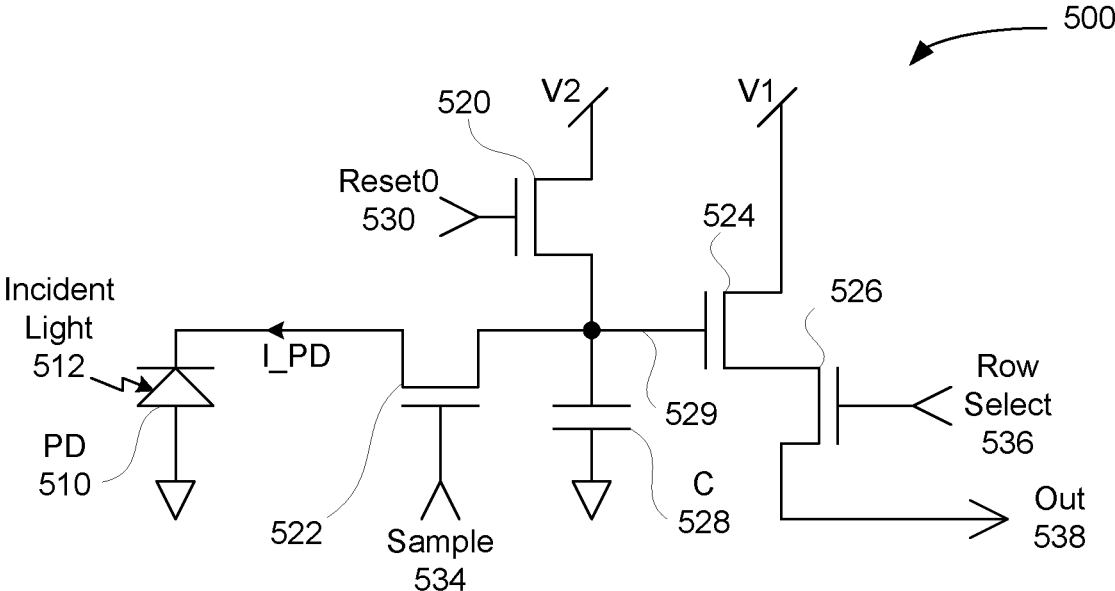 500
V2
V1
520
Reset0
530
524
526
Incident
Light
512
I_PD
Row
Select
536
529
PD
510
522
C
528
Out
538
Sample
534